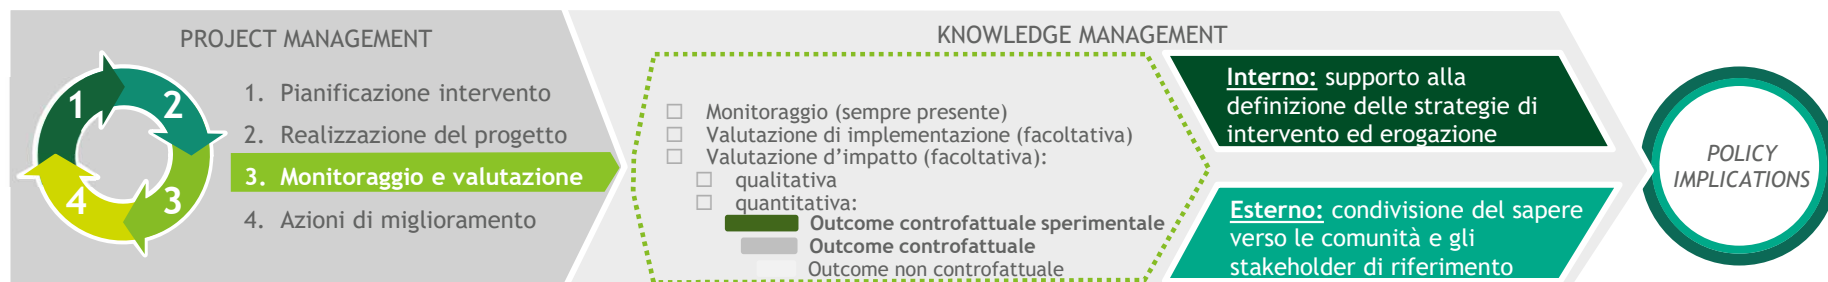 PROJECT MANAGEMENT
1
2
3
4
1. Pianificazione intervento
2. Realizzazione del progetto
3. Monitoraggio e valutazione
4. Azioni di miglioramento
KNOWLEDGE MANAGEMENT
Monitoraggio (sempre presente)
Valutazione di implementazione (facoltativa)
Valutazione d'impatto (facoltativa):
qualitativa
quantitativa:
Outcome controfattuale sperimentale
Outcome controfattuale
Outcome non controfattuale
Interno: supporto alla
definizione delle strategie di
intervento ed erogazione
Esterno: condivisione del sapere
verso le comunità e gli
stakeholder di riferimento
POLICY
IMPLICATIONS